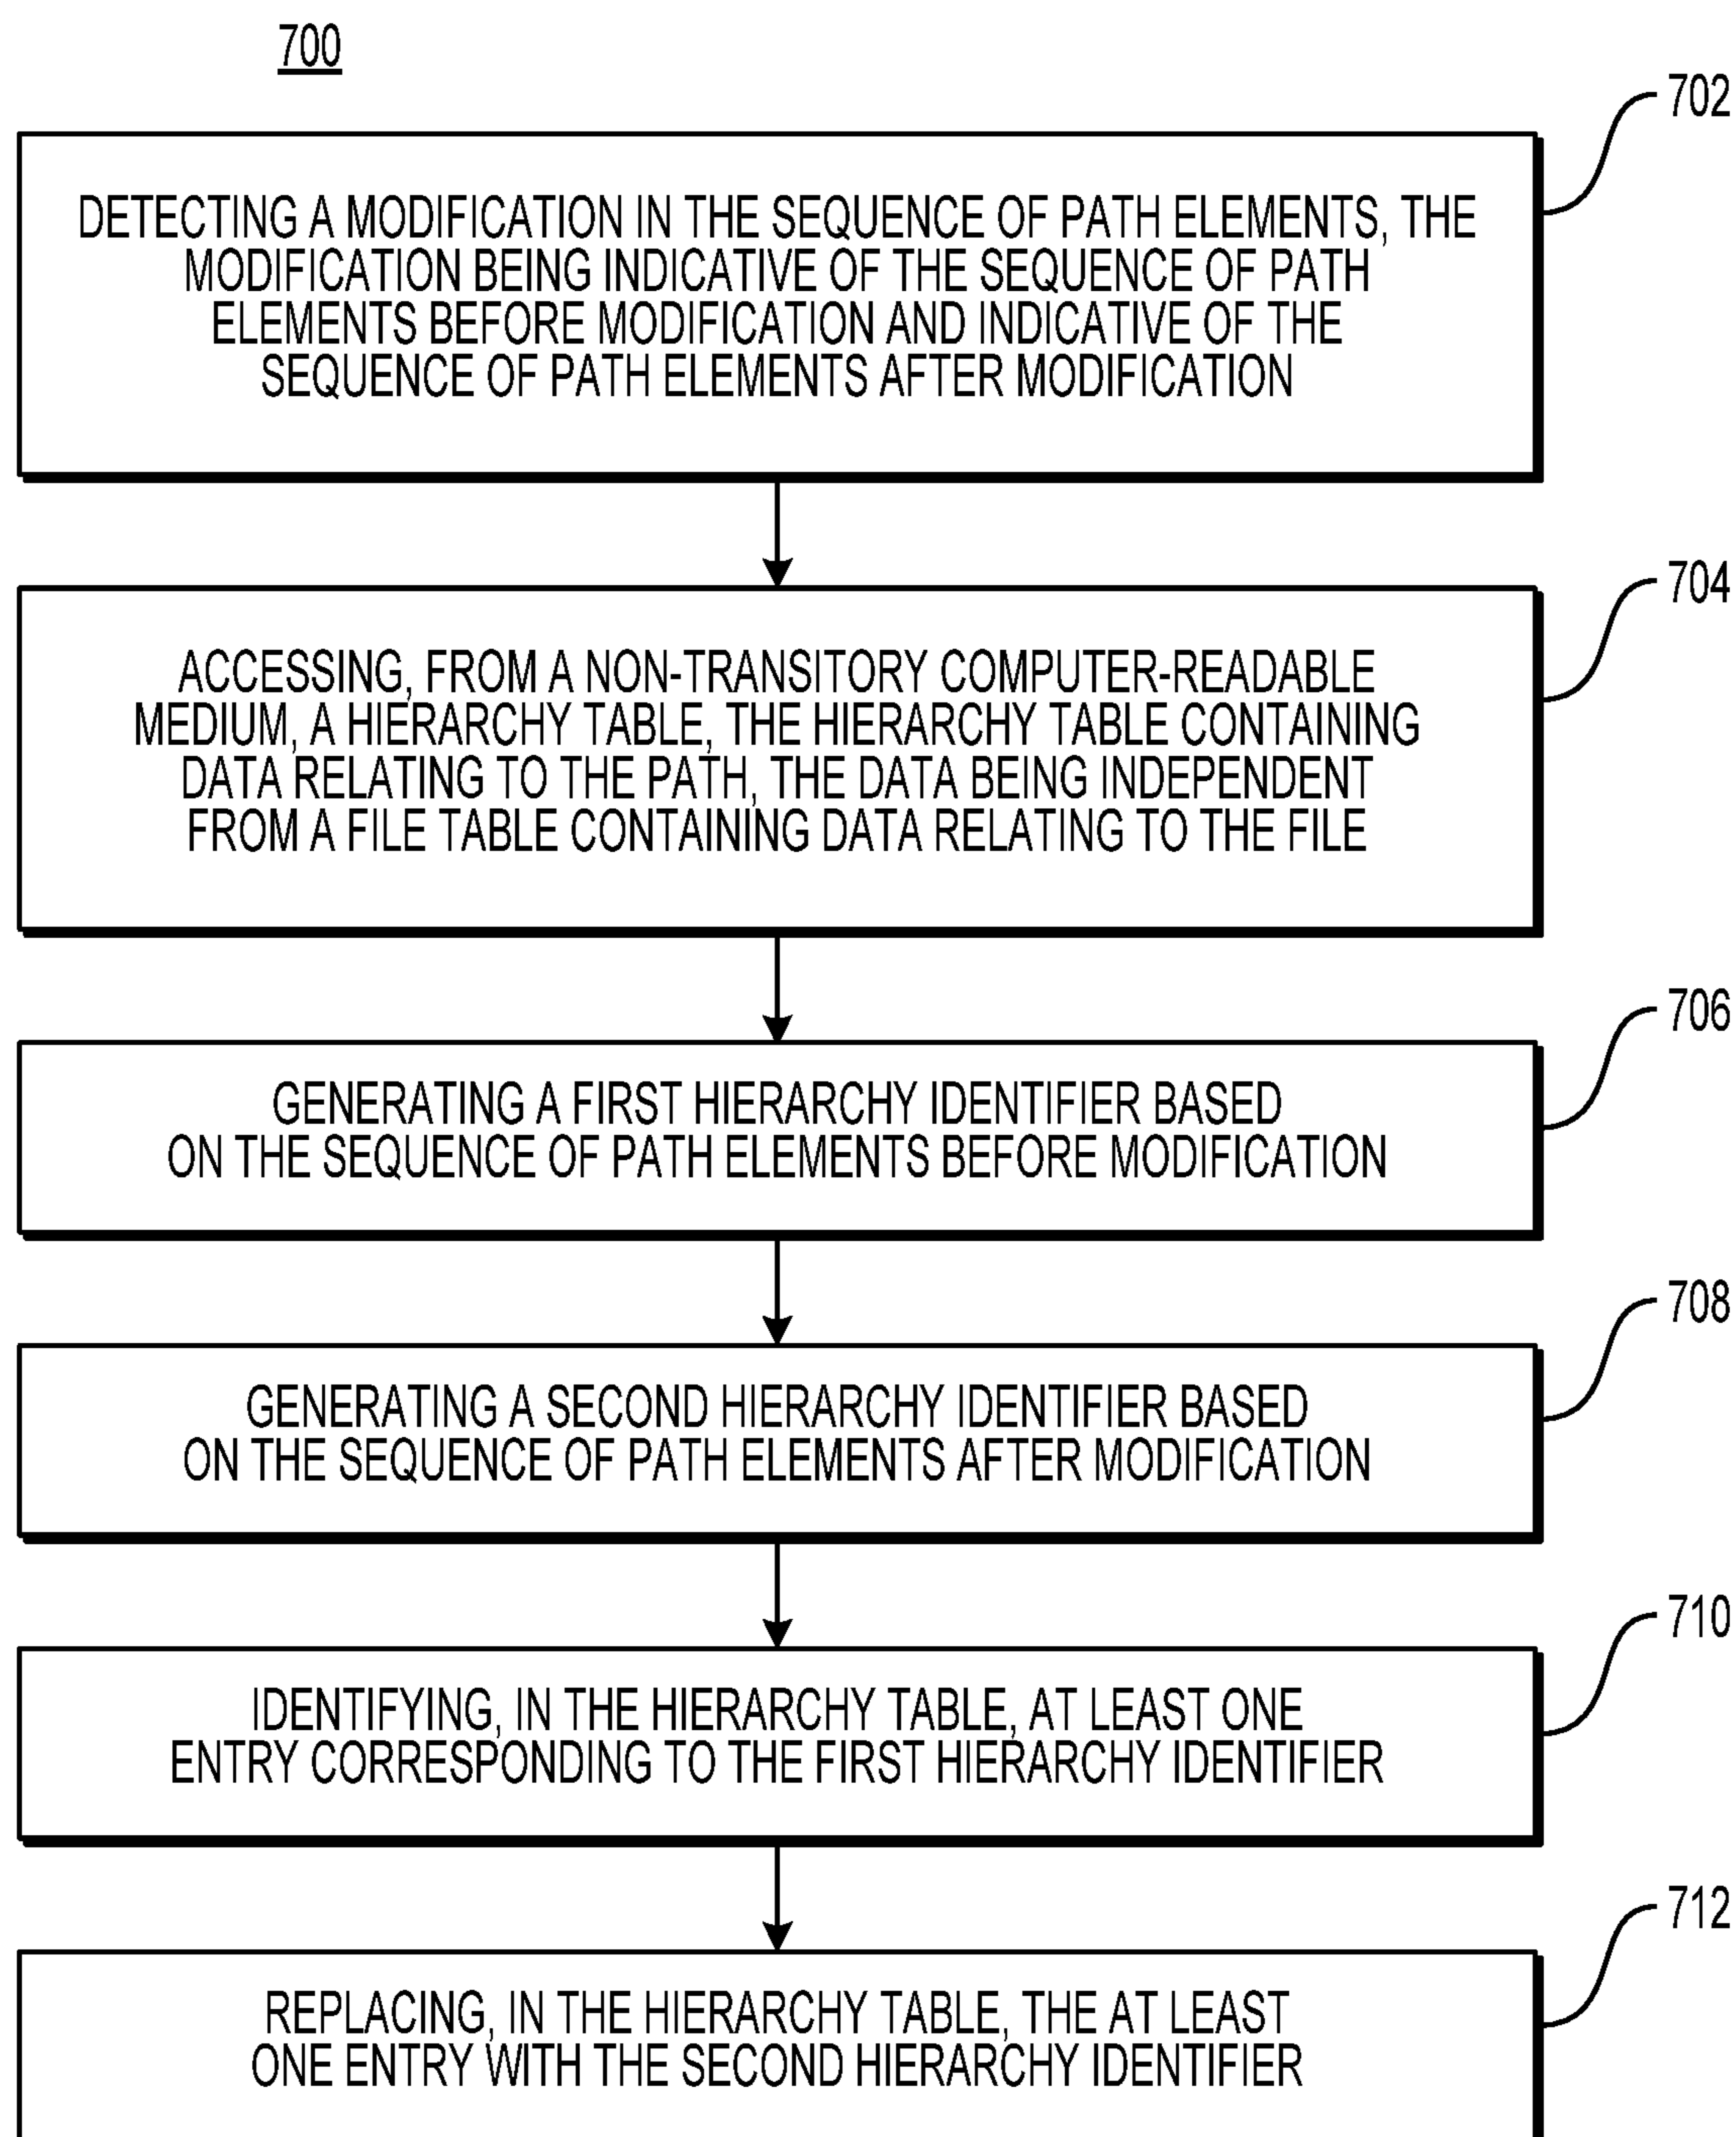 700
702
DETECTING A MODIFICATION IN THE SEQUENCE OF PATH ELEMENTS, THE
MODIFICATION BEING INDICATIVE OF THE SEQUENCE OF PATH
ELEMENTS BEFORE MODIFICATION AND INDICATIVE OF THE
SEQUENCE OF PATH ELEMENTS AFTER MODIFICATION
704
ACCESSING, FROM A NON-TRANSITORY COMPUTER-READABLE
MEDIUM, A HIERARCHY TABLE, THE HIERARCHY TABLE CONTAINING
DATA RELATING TO THE PATH, THE DATA BEING INDEPENDENT
FROM A FILE TABLE CONTAINING DATA RELATING TO THE FILE
706
GENERATING A FIRST HIERARCHY IDENTIFIER BASED
ON THE SEQUENCE OF PATH ELEMENTS BEFORE MODIFICATION
708
GENERATING A SECOND HIERARCHY IDENTIFIER BASED
ON THE SEQUENCE OF PATH ELEMENTS AFTER MODIFICATION
710
IDENTIFYING, IN THE HIERARCHY TABLE, AT LEAST ONE
ENTRY CORRESPONDING TO THE FIRST HIERARCHY IDENTIFIER
712
REPLACING, IN THE HIERARCHY TABLE, THE AT LEAST
ONE ENTRY WITH THE SECOND HIERARCHY IDENTIFIER